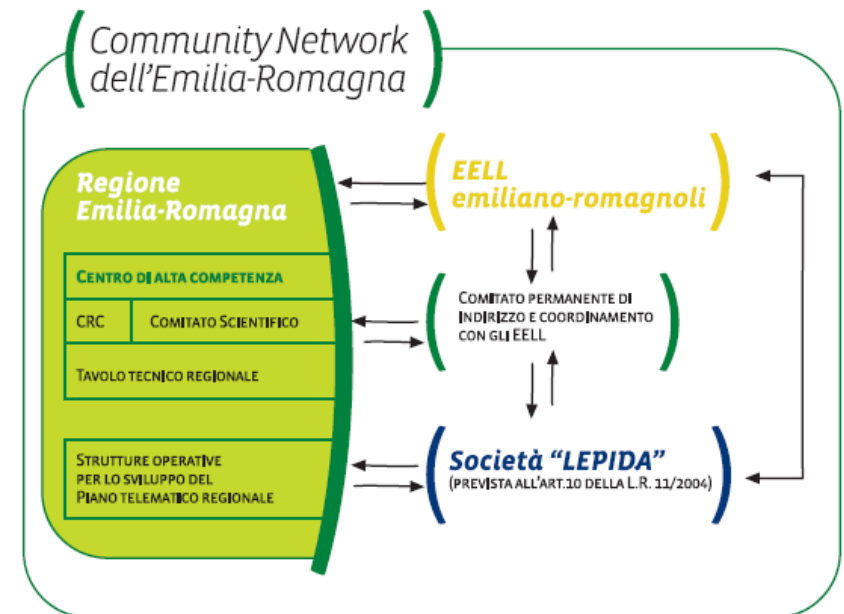 Community Network
dell'Emilia-Romagna
Regione
Emilia-Romagna
CENTRO DI ALTA COMPETENZA
CRC
COMITATO SCIENTIFICO
TAVOLO TECNICO REGIONALE
STRUTTURE OPERATIVE
PER LO SVILUPPO DEL
PIANO TELEMATICO REGIONALE
EELL
emiliano-romagnoli
COMITATO PERMANENTE DI
INDIRIZZO E COORDINAMENTO
CON GLI EELL
Società "LEPIDA"
(PREVISTA ALL'ART.10 DELLA L.R. 11/2004)